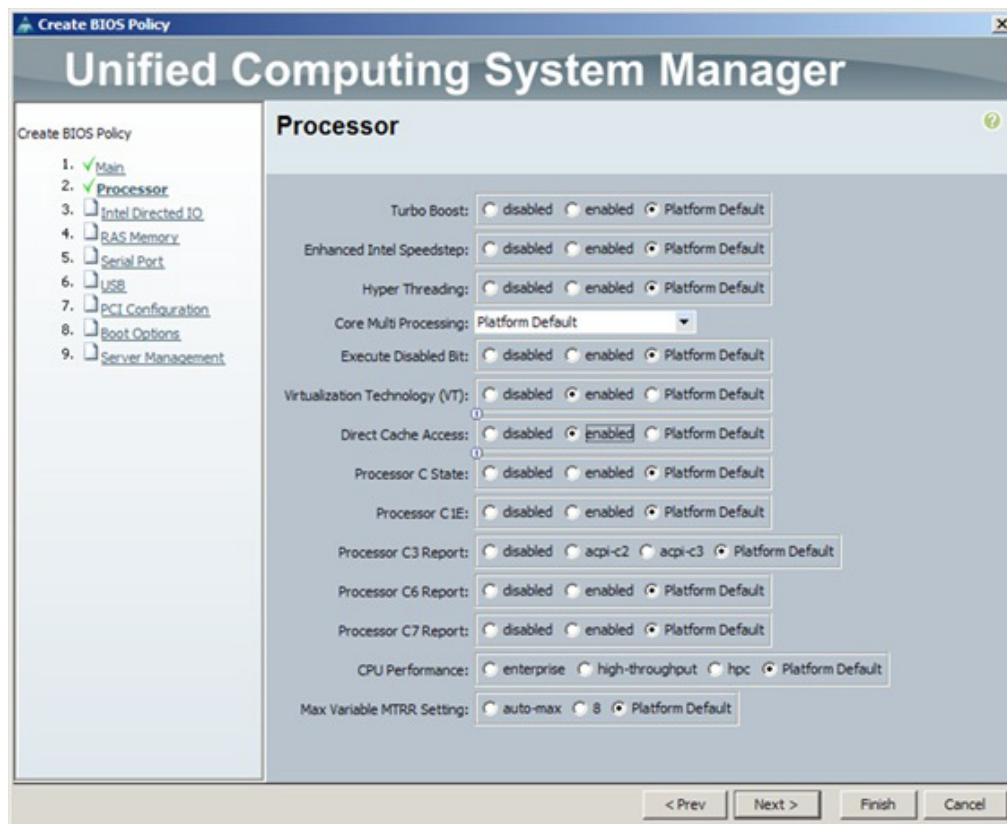 Create BIOS Policy
Unified Computing System Manager
Create BIOS Policy
1. Main
2. Processor
3. Intel Directed IO
4. RAS Memory
5. Serial Port
6. USB
7. PCI Configuration
8. Boot Options
9. Server Management
Processor
Turbo Boost: disabled enabled Platform Default
Enhanced Intel Speedstep: disabled enabled Platform Default
Hyper Threading: disabled enabled Platform Default
Core Multi Processing: Platform Default
Execute Disabled Bit: disabled enabled Platform Default
Virtualization Technology (VT): disabled enabled Platform Default
Direct Cache Access: disabled enabled Platform Default
Processor C State: disabled enabled Platform Default
Processor C1E: disabled enabled Platform Default
Processor C3 Report: disabled acpi-c2 acpi-c3 Platform Default
Processor C6 Report: disabled enabled Platform Default
Processor C7 Report: disabled enabled Platform Default
CPU Performance: enterprise high-throughput hpc Platform Default
Max Variable MTRR Setting: auto-max 8 Platform Default
< Prev Next > Finish Cancel